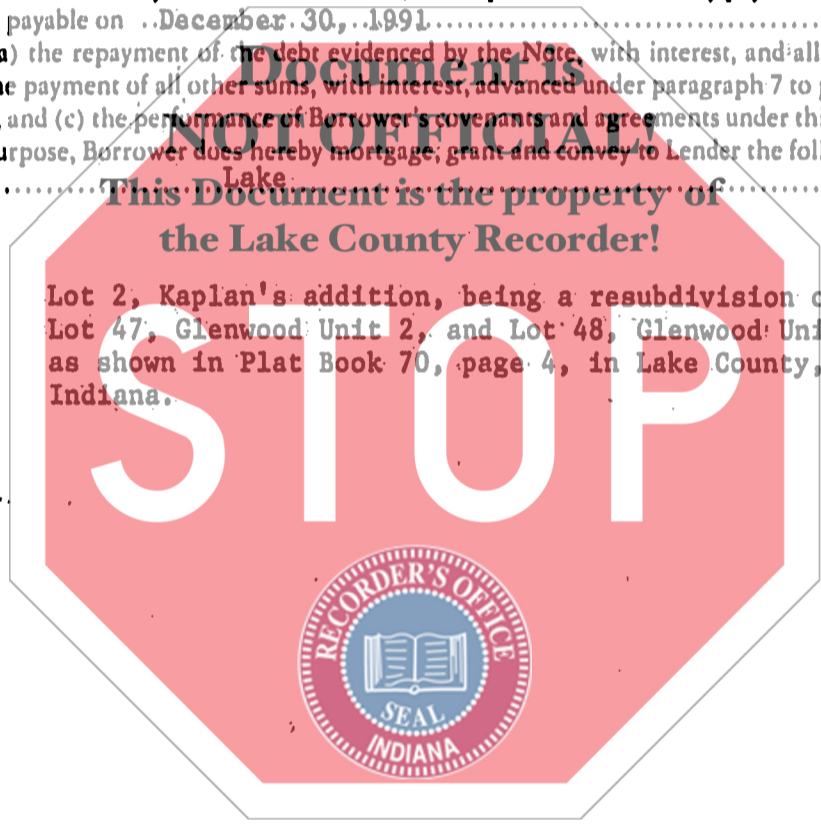 payable on ..December 30, 1991
a) the repayment of the debt evidenced by the Note, with interest, and all
e payment of all other sums, with interest, advanced under paragraph 7 to
and (c) the performance of Borrower's covenants and agreements under th
urpose, Borrower does hereby mortgage, grant and convey to Lender the foll
Lake
Document is
NOT OFFICIAL!
This Document is the property of
the Lake County Recorder!
Lot 2, Kaplan's addition, being a resubdivision
Lot 47, Glenwood Unit 2, and Lot 48, Glenwood Uni
as shown in Plat Book 70, page 4, in Lake County,
Indiana.
STOP
RECORDER'S OFFICE
SEAL
INDIANA